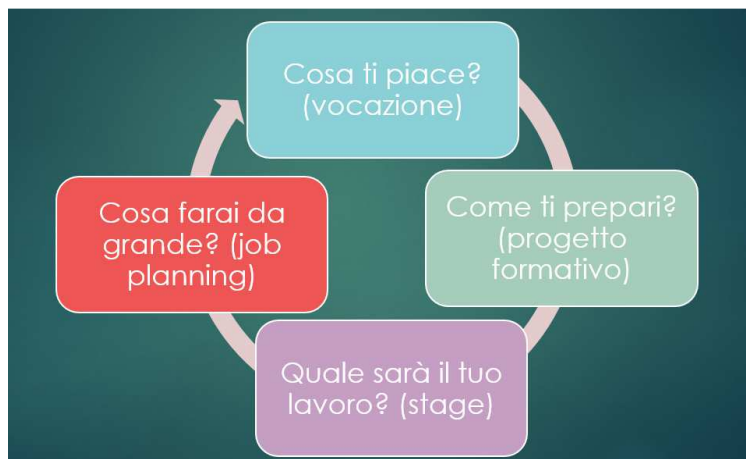 Cosa ti piace?
(vocazione)
Come ti prepari?
(progetto
formativo)
Quale sarà il tuo
lavoro? (stage)
Cosa farai da
grande? (job
planning)